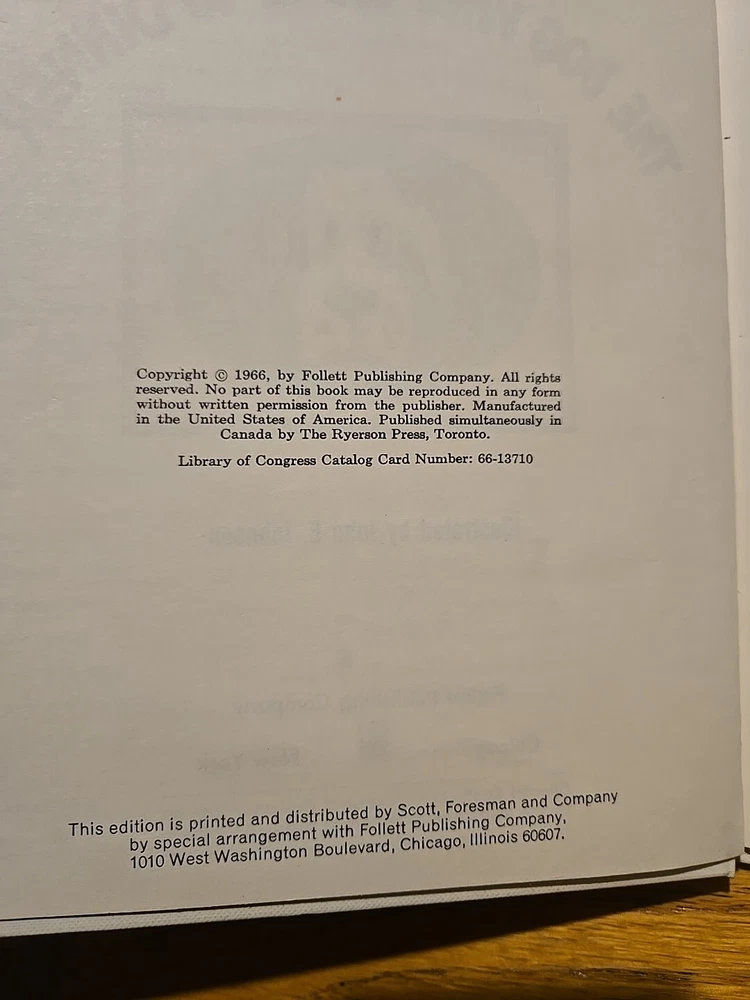 Copyright © 1966, by Follett Publishing Company. All rights
reserved. No part of this book may be reproduced in any form
without written permission from the publisher. Manufactured
in the United States of America. Published simultaneously in
Canada by The Ryerson Press, Toronto.
Library of Congress Catalog Card Number: 66-13710
This edition is printed and distributed by Scott, Foresman and Company
by special arrangement with Follett Publishing Company,
1010 West Washington Boulevard, Chicago, Illinois 60607.